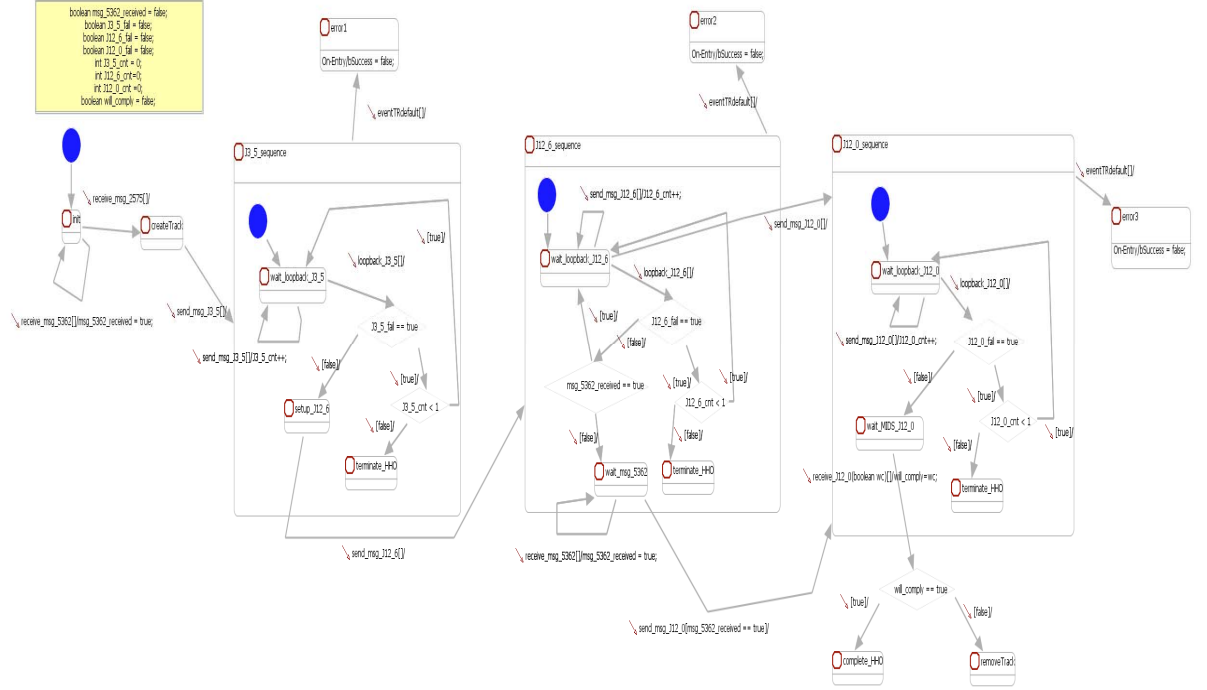 boolean msg_5362_received = false;
boolean J3_5_fail = false;
boolean J12_6_fail = false;
boolean J12_0_fail = false;
int J3_5_cnt = 0;
int J12_6_cnt=0;
int J12_0_cnt =0;
boolean will_comply = false;
init
receive_msg_2575[]/
createTrack
receive_msg_5362[]/msg_5362_received = true;
send_msg_J3_5[]/
error1
On-Entry/bSuccess = false;
eventTRdefault[]/
J3_5_sequence
wait_loopback_J3_5
[true]/
loopback_J3_5[]/
send_msg_J3_5[]/J3_5_cnt++;
J3_5_fail == true
[false]/
[true]/
setup_J12_6
J3_5_cnt < 1
[false]/
terminate_HHO
send_msg_J12_6[]/
error2
On-Entry/bSuccess = false;
eventTRdefault[]/
J12_6_sequence
send_msg_J12_6[]/J12_6_cnt++;
wait_loopback_J12_6
loopback_J12_6[]/
send_msg_J12_0[]/
[true]/
J12_6_fail == true
[false]/
msg_5362_received == true
[true]/
[true]/
J12_6_cnt < 1
[false]/
[false]/
wait_msg_5362
terminate_HHO
receive_msg_5362[]/msg_5362_received = true;
send_msg_J12_0[msg_5362_received == true]/
J12_0_sequence
eventTRdefault[]/
error3
On-Entry/bSuccess = false;
wait_loopback_J12_0
loopback_J12_0[]/
send_msg_J12_0[]/J12_0_cnt++;
J12_0_fail == true
[false]/
[true]/
wait_MIDS_J12_0
J12_0_cnt < 1
[true]/
[false]/
receive_J12_0(boolean wc)[]/will_comply=wc;
terminate_HHO
will_comply == true
[true]/
[false]/
complete_HHO
removeTrack